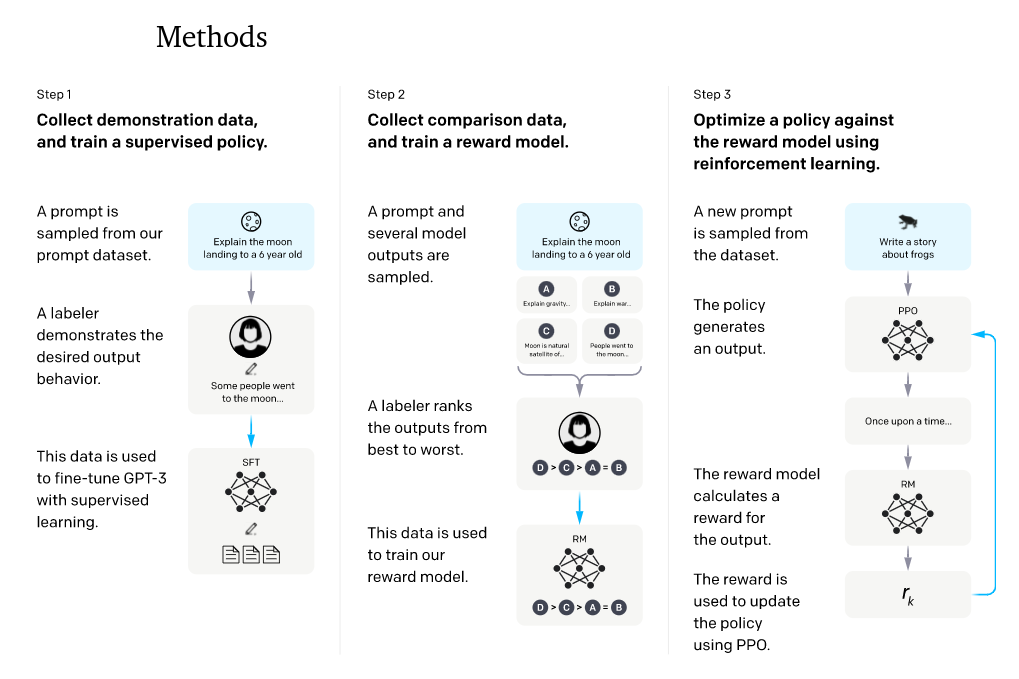 Methods
Step 1
Collect demonstration data,
and train a supervised policy.
A prompt is
sampled from our
prompt dataset.
Explain the moon
landing to a 6 year old
A labeler
demonstrates the
desired output
behavior.
Some people went
to the moon...
This data is used
to fine-tune GPT-3
with supervised
learning.
SFT
Step 2
Collect comparison data,
and train a reward model.
A prompt and
several model
outputs are
sampled.
Explain the moon
landing to a 6 year old
A
Explain gravity...
B
Explain war...
C
Moon is natural
satellite of...
D
People went to
the moon...
A labeler ranks
the outputs from
best to worst.
D > C > A = B
This data is used
to train our
reward model.
RM
D > C > A = B
Step 3
Optimize a policy against
the reward model using
reinforcement learning.
A new prompt
is sampled from
the dataset.
Write a story
about frogs
The policy
generates
an output.
PPO
Once upon a time...
The reward model
calculates a
reward for
the output.
RM
The reward is
used to update
the policy
using PPO.
rk